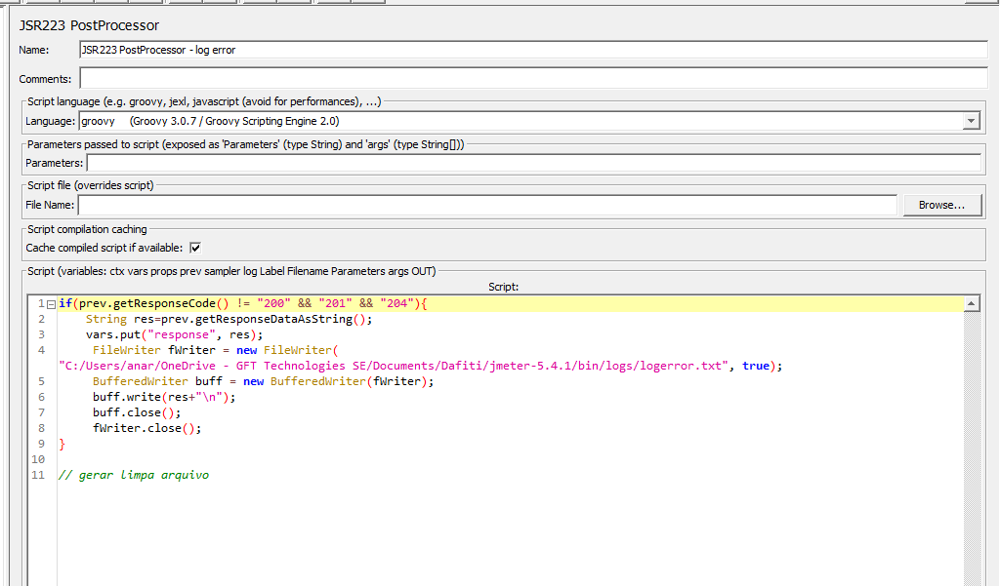 JSR223 PostProcessor
Name: JSR223 PostProcessor - log error
Comments:
Script language (e.g. groovy, jexl, javascript (avoid for performances), ...)
Language: groovy (Groovy 3.0.7 / Groovy Scripting Engine 2.0)
Parameters passed to script (exposed as 'Parameters' (type String) and 'args' (type String[]))
Parameters:
Script file (overrides script)
File Name: Browse...
Script compilation caching
Cache compiled script if available:
Script (variables: ctx vars props prev sampler log Label Filename Parameters args OUT)
Script:
1 if(prev.getResponseCode() != "200" && "201" && "204"){
2 String res=prev.getResponseDataAsString();
3 vars.put("response", res);
4 FileWriter fWriter = new FileWriter(
"C:/Users/anar/OneDrive - GFT Technologies SE/Documents/Dafiti/jmeter-5.4.1/bin/logs/logerror.txt", true);
5 BufferedWriter buff = new BufferedWriter(fWriter);
6 buff.write(res+"\n");
7 buff.close();
8 fWriter.close();
9 }
10
11 // gerar limpa arquivo